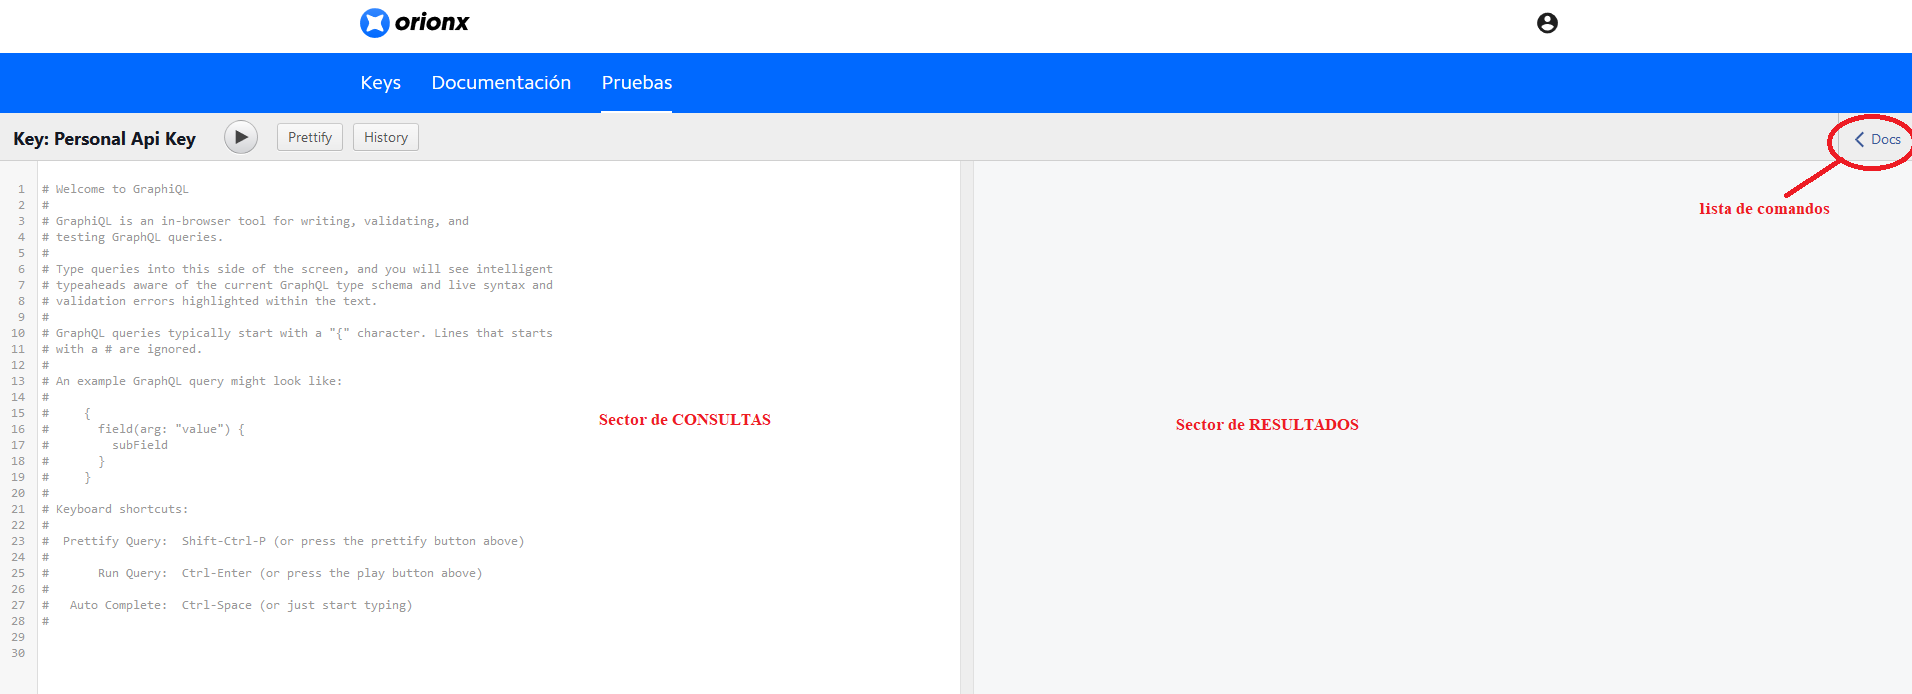 orionx
Keys Documentación Pruebas
Key: Personal Api Key Prettify History Docs
lista de comandos
1 # Welcome to GraphiQL
2 #
3 # GraphiQL is an in-browser tool for writing, validating, and
4 # testing GraphQL queries.
5 #
6 # Type queries into this side of the screen, and you will see intelligent
7 # typeaheads aware of the current GraphQL type schema and live syntax and
8 # validation errors highlighted within the text.
9 #
10 # GraphQL queries typically start with a "{" character. Lines that starts
11 # with a # are ignored.
12 #
13 # An example GraphQL query might look like:
14 #
15 #     {
16 #       field(arg: "value") {
17 #         subField
18 #       }
19 #     }
20 #
21 # Keyboard shortcuts:
22 #
23 #  Prettify Query:  Shift-Ctrl-P (or press the prettify button above)
24 #
25 #       Run Query:  Ctrl-Enter (or press the play button above)
26 #
27 #   Auto Complete:  Ctrl-Space (or just start typing)
28 #
29
30
Sector de CONSULTAS
Sector de RESULTADOS